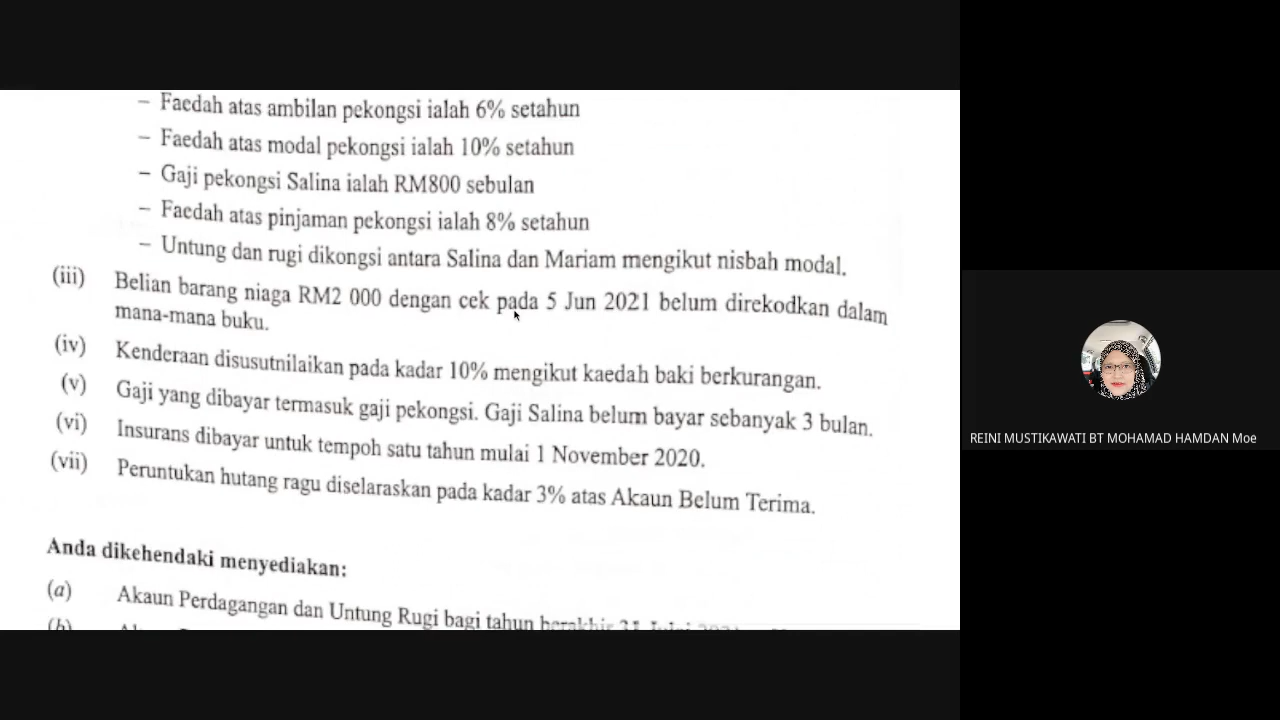 – Faedah atas ambilan pekongsi ialah 6% setahun
– Faedah atas modal pekongsi ialah 10% setahun
– Gaji pekongsi Salina ialah RM800 sebulan
– Faedah atas pinjaman pekongsi ialah 8% setahun
– Untung dan rugi dikongsi antara Salina dan Mariam mengikut nisbah modal.
(iii) Belian barang niaga RM2 000 dengan cek pada 5 Jun 2021 belum direkodkan dalam
mana-mana buku.
(iv) Kenderaan disusutnilaikan pada kadar 10% mengikut kaedah baki berkurangan.
(v) Gaji yang dibayar termasuk gaji pekongsi. Gaji Salina belum bayar sebanyak 3 bulan.
(vi) Insurans dibayar untuk tempoh satu tahun mulai 1 November 2020.
(vii) Peruntukan hutang ragu diselaraskan pada kadar 3% atas Akaun Belum Terima.
Anda dikehendaki menyediakan:
(a) Akaun Perdagangan dan Untung Rugi bagi tahun berakhir 31 Julai
(b)
REINI MUSTIKAWATI BT MOHAMAD HAMDAN Moe